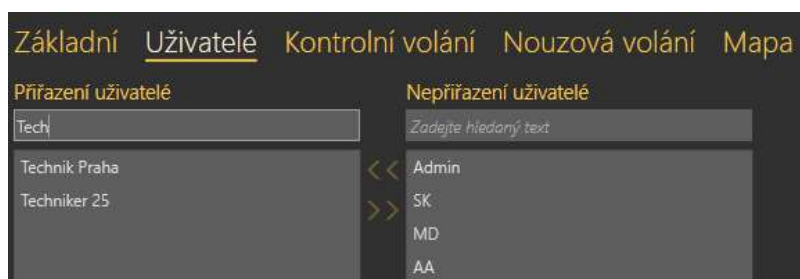 Základní Uživatelé Kontrolní volání Nouzová volání Mapa
Přiřazení uživatelé
Nepřiřazení uživatelé
Tech
Zadejte hledaný text
Technik Praha
Techniker 25
<<
>>
Admin
SK
MD
AA